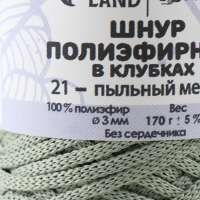 LAND
ШНУР
ПОЛИЭФИРН
В КЛУБКАХ
21 – ПЫЛЬНЫЙ МЕ
100% полиэфир Вес
⌀ 3 мм 170 г ± 5%
Без сердечника